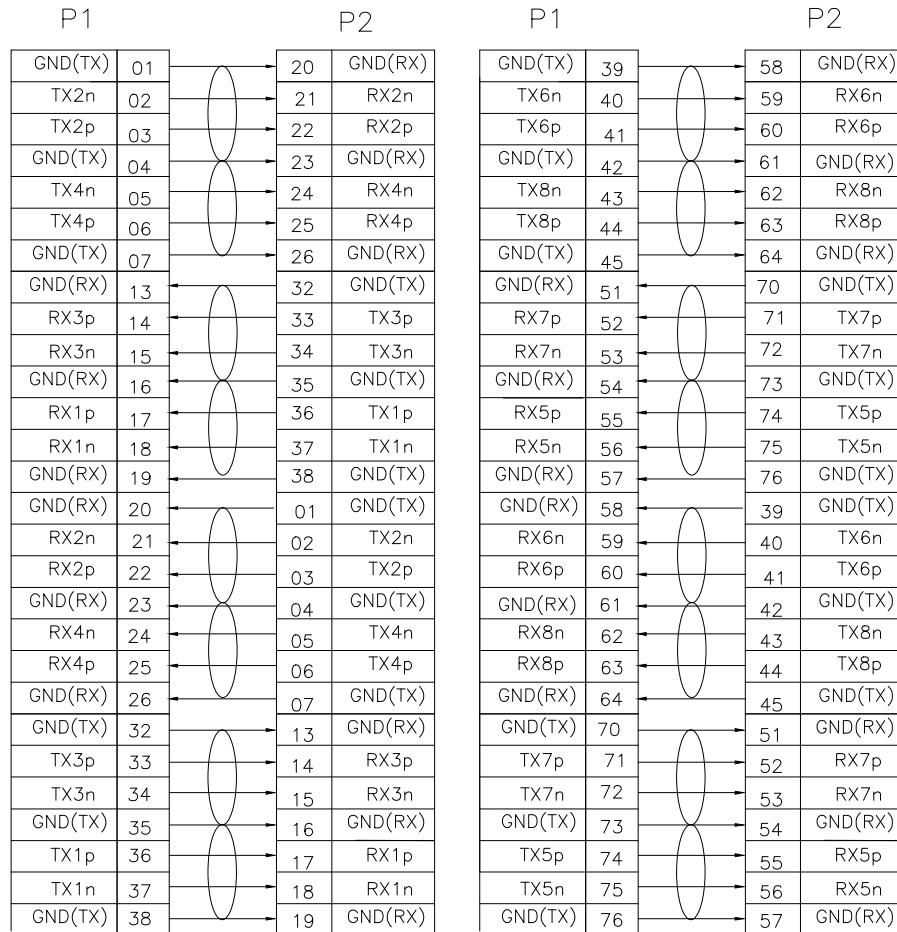 P1 P2 P1 P2
GND(TX) 01 20 GND(RX) GND(TX) 39 58 GND(RX)
TX2n 02 21 RX2n TX6n 40 59 RX6n
TX2p 03 22 RX2p TX6p 41 60 RX6p
GND(TX) 04 23 GND(RX) GND(TX) 42 61 GND(RX)
TX4n 05 24 RX4n TX8n 43 62 RX8n
TX4p 06 25 RX4p TX8p 44 63 RX8p
GND(TX) 07 26 GND(RX) GND(TX) 45 64 GND(RX)
GND(RX) 13 32 GND(TX) GND(RX) 51 70 GND(TX)
RX3p 14 33 TX3p RX7p 52 71 TX7p
RX3n 15 34 TX3n RX7n 53 72 TX7n
GND(RX) 16 35 GND(TX) GND(RX) 54 73 GND(TX)
RX1p 17 36 TX1p RX5p 55 74 TX5p
RX1n 18 37 TX1n RX5n 56 75 TX5n
GND(RX) 19 38 GND(TX) GND(RX) 57 76 GND(TX)
GND(RX) 20 01 GND(TX) GND(RX) 58 39 GND(TX)
RX2n 21 02 TX2n RX6n 59 40 TX6n
RX2p 22 03 TX2p RX6p 60 41 TX6p
GND(RX) 23 04 GND(TX) GND(RX) 61 42 GND(TX)
RX4n 24 05 TX4n RX8n 62 43 TX8n
RX4p 25 06 TX4p RX8p 63 44 TX8p
GND(RX) 26 07 GND(TX) GND(RX) 64 45 GND(TX)
GND(TX) 32 13 GND(RX) GND(TX) 70 51 GND(RX)
TX3p 33 14 RX3p TX7p 71 52 RX7p
TX3n 34 15 RX3n TX7n 72 53 RX7n
GND(TX) 35 16 GND(RX) GND(TX) 73 54 GND(RX)
TX1p 36 17 RX1p TX5p 74 55 RX5p
TX1n 37 18 RX1n TX5n 75 56 RX5n
GND(TX) 38 19 GND(RX) GND(TX) 76 57 GND(RX)